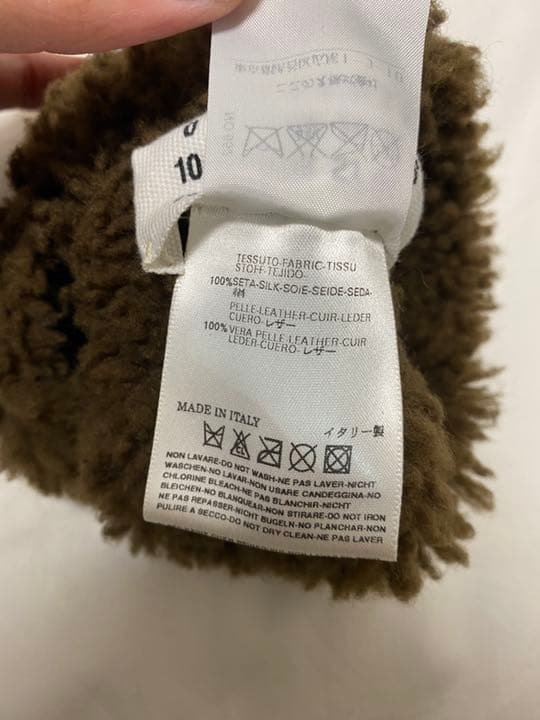 10
TESSUTO-FABRIC-TISSU
STOFF-TEJIDO-
100%SETA-SILK-SOIE-SEIDE-SEDA-
絹
PELLE-LEATHER-CUIR-LEDER
CUERO-レザー
100%VERA PELLE-LEATHER-CUIR
LEDER-CUERO-レザー
MADE IN ITALY
イタリー製
NON LAVARE-DO NOT WASH-NE PAS LAVER-NICHT
WASCHEN-NO LAVAR-NON USARE CANDEGGINA-NO
CHLORINE BLEACH-NE PAS BLANCHIR-NICHT
BLEICHEN-NO BLANQUEAR-NON STIRARE-DO NOT IRON
NE PAS REPASSER-NICHT BUGELN-NO PLANCHAR-NON
PULIRE A SECCO-DO NOT DRY CLEAN-NE PAS LAVER